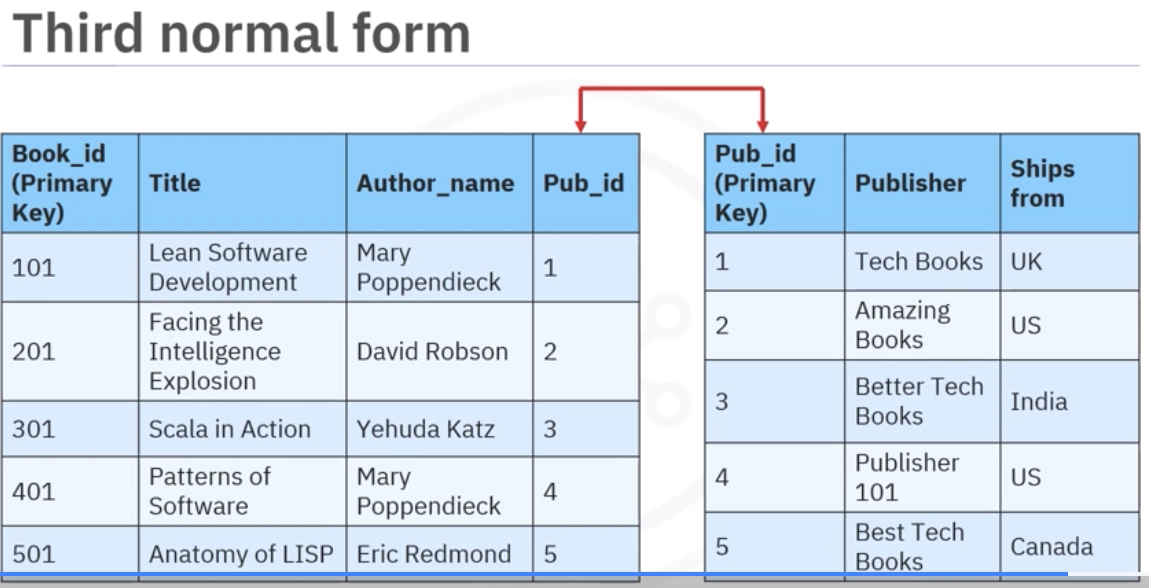 Third normal form
Book_id
(Primary
Key)
Title
Author_name
Pub_id
101
Lean Software
Development
Mary
Poppendieck
1
201
Facing the
Intelligence
Explosion
David Robson
2
301
Scala in Action
Yehuda Katz
3
401
Patterns of
Software
Mary
Poppendieck
4
501
Anatomy of LISP
Eric Redmond
5
Pub_id
(Primary
Key)
Publisher
Ships
from
1
Tech Books
UK
2
Amazing
Books
US
3
Better Tech
Books
India
4
Publisher
101
US
5
Best Tech
Books
Canada